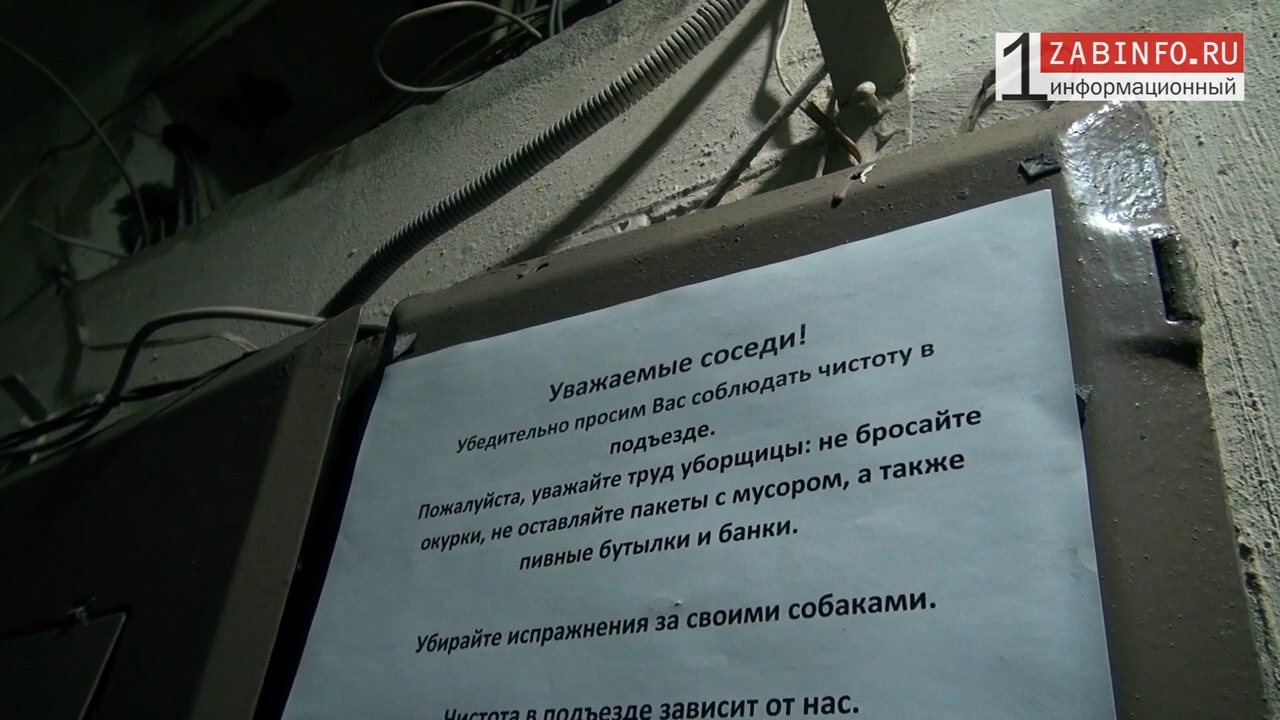 1 ZABINFO.RU
информационный
Уважаемые соседи!
Убедительно просим Вас соблюдать чистоту в
подъезде.
Пожалуйста, уважайте труд уборщицы: не бросайте
окурки, не оставляйте пакеты с мусором, а также
пивные бутылки и банки.
Убирайте испражнения за своими собаками.
Чистота в подъезде зависит от нас.